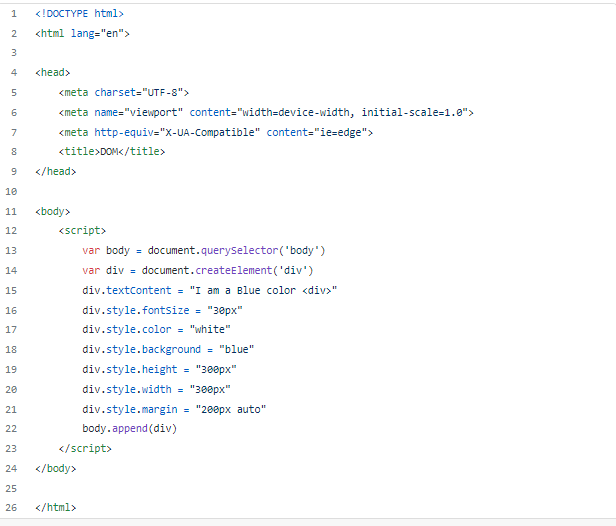 1 <!DOCTYPE html>
2 <html lang="en">
3
4 <head>
5     <meta charset="UTF-8">
6     <meta name="viewport" content="width=device-width, initial-scale=1.0">
7     <meta http-equiv="X-UA-Compatible" content="ie=edge">
8     <title>DOM</title>
9 </head>
10
11 <body>
12     <script>
13         var body = document.querySelector('body')
14         var div = document.createElement('div')
15         div.textContent = "I am a Blue color <div>"
16         div.style.fontSize = "30px"
17         div.style.color = "white"
18         div.style.background = "blue"
19         div.style.height = "300px"
20         div.style.width = "300px"
21         div.style.margin = "200px auto"
22         body.append(div)
23     </script>
24 </body>
25
26 </html>